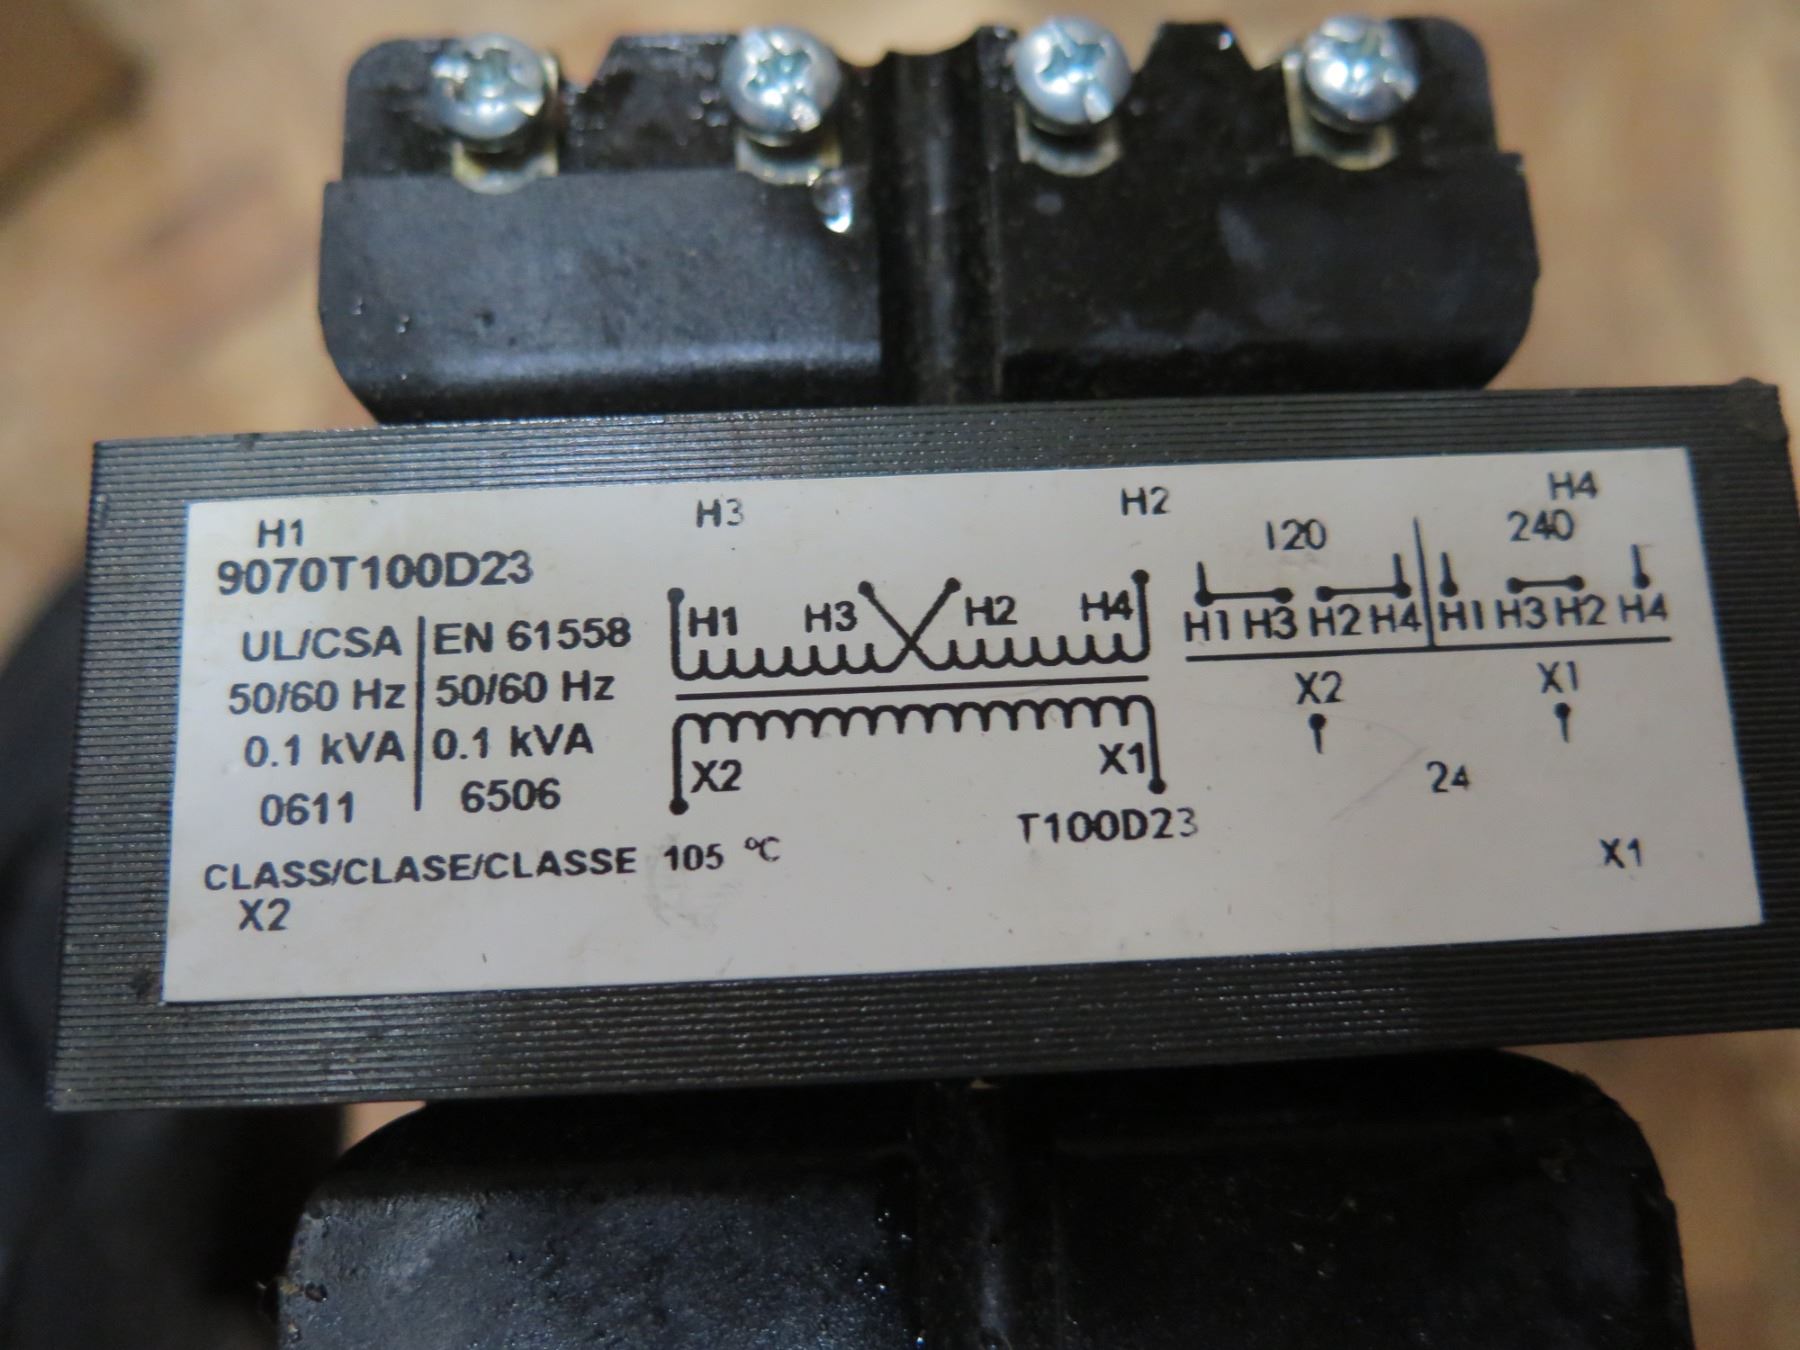 H1 H3 H2 H4
9070T100D23
UL/CSA EN 61558
50/60 Hz 50/60 Hz
0.1 kVA 0.1 kVA
0611 6506
CLASS/CLASE/CLASSE 105 °C
X2
H1 H3 H2 H4
X2 X1
T100D23
120 240
H1 H3 H2 H4 H1 H3 H2 H4
X2 X1
24
X1